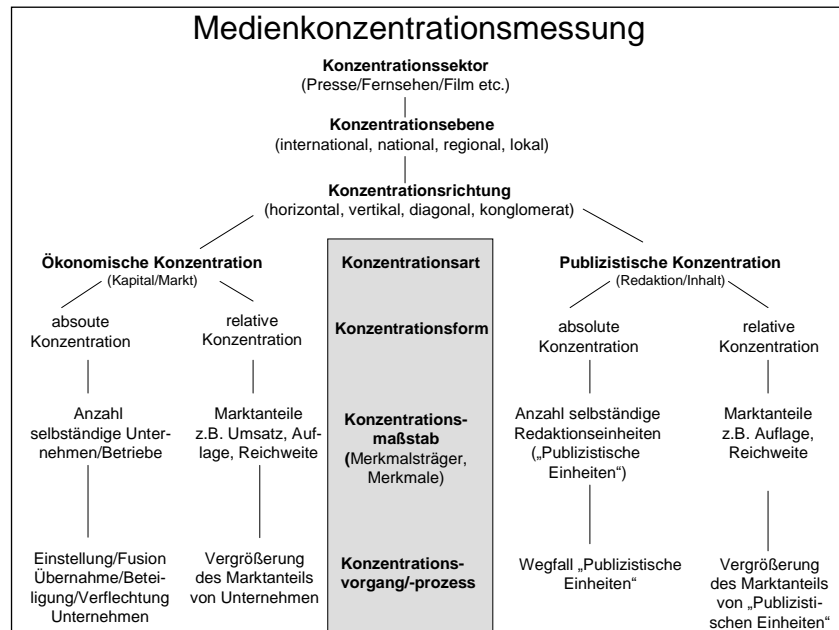 Medienkonzentrationsmessung
Konzentrationssektor
(Presse/Fernsehen/Film etc.)
Konzentrationsebene
(international, national, regional, lokal)
Konzentrationsrichtung
(horizontal, vertikal, diagonal, konglomerat)
Ökonomische Konzentration
(Kapital/Markt)
Konzentrationsart
Publizistische Konzentration
(Redaktion/Inhalt)
absoute
Konzentration
relative
Konzentration
Konzentrationsform
absolute
Konzentration
relative
Konzentration
Anzahl
selbständige Unter-
nehmen/Betriebe
Marktanteile
z.B. Umsatz, Auf-
lage, Reichweite
Konzentrations-
maßstab
(Merkmalsträger,
Merkmale)
Anzahl selbständige
Redaktionseinheiten
(„Publizistische
Einheiten“)
Marktanteile
z.B. Auflage,
Reichweite
Einstellung/Fusion
Übernahme/Betei-
ligung/Verflechtung
Unternehmen
Vergrößerung
des Marktanteils
von Unternehmen
Konzentrations-
vorgang/-prozess
Wegfall „Publizistische
Einheiten“
Vergrößerung
des Marktanteils
von „Publizisti-
schen Einheiten“